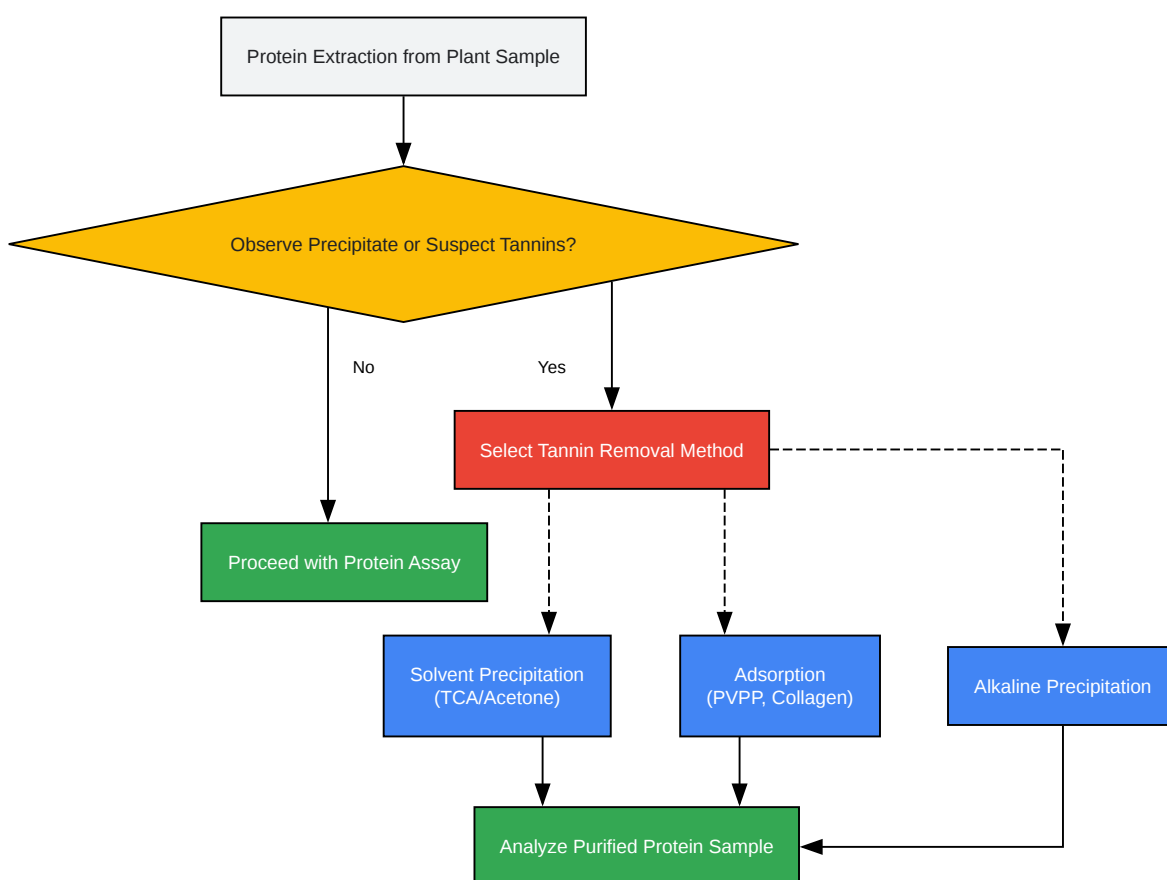 Protein Extraction from Plant Sample
Observe Precipitate or Suspect Tannins?
No
Yes
Select Tannin Removal Method
Proceed with Protein Assay
Solvent Precipitation
(TCA/Acetone)
Adsorption
(PVPP, Collagen)
Alkaline Precipitation
Analyze Purified Protein Sample